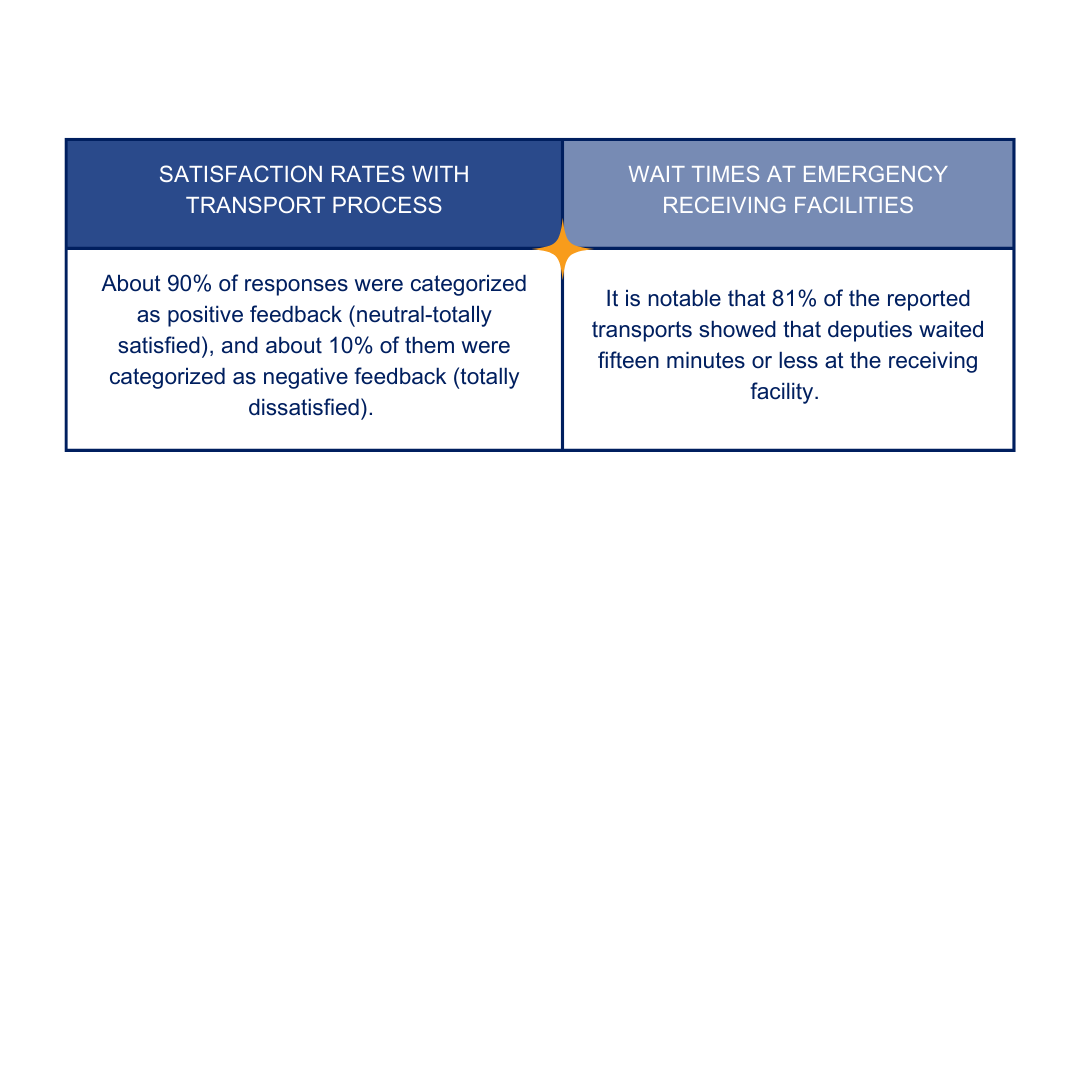 SATISFACTION RATES WITH
TRANSPORT PROCESS
WAIT TIMES AT EMERGENCY
RECEIVING FACILITIES
About 90% of responses were categorized
as positive feedback (neutral-totally
satisfied), and about 10% of them were
categorized as negative feedback (totally
dissatisfied).
It is notable that 81% of the reported
transports showed that deputies waited
fifteen minutes or less at the receiving
facility.